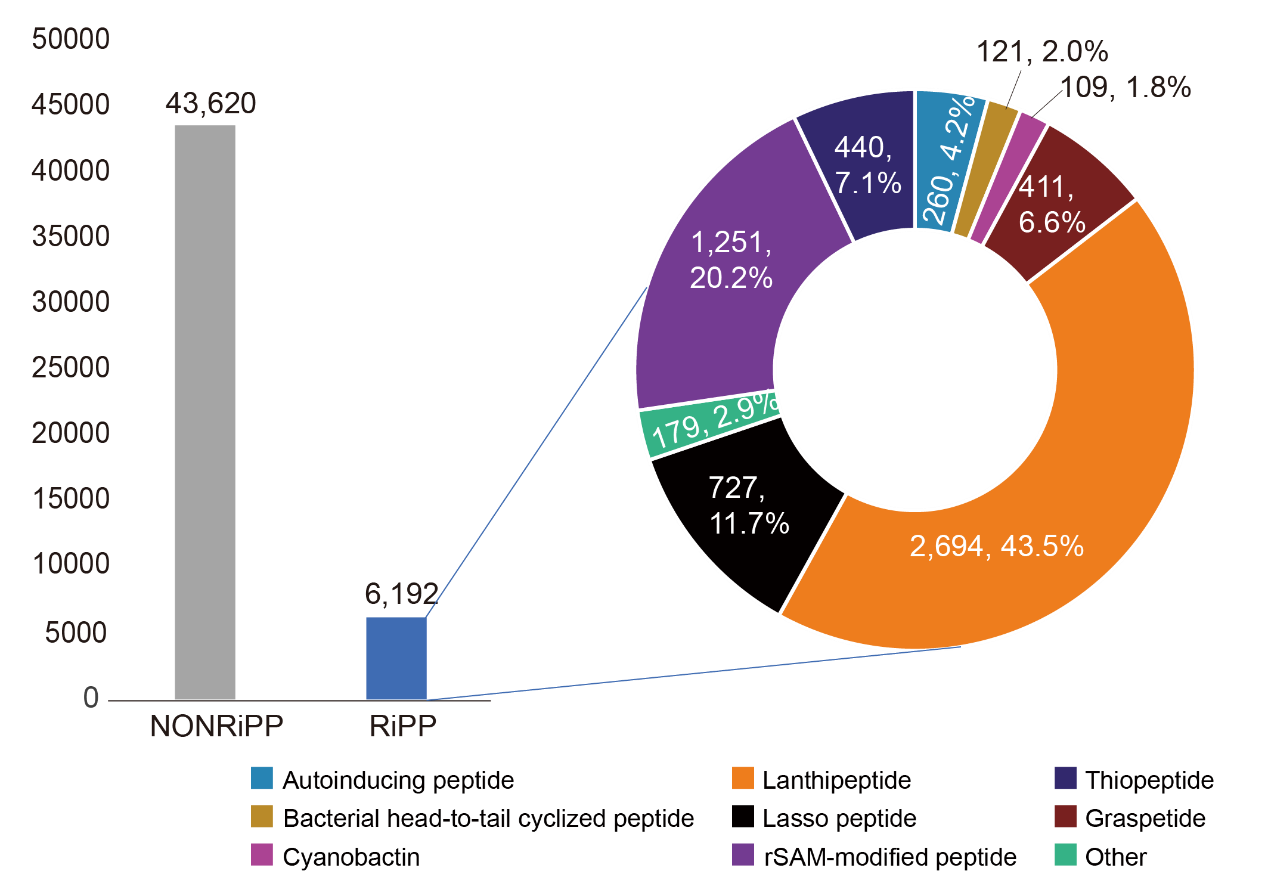 50000
45000
40000
35000
30000
25000
20000
15000
10000
5000
0
43,620
6,192
NONRiPP
RiPP
121, 2.0%
109, 1.8%
260, 4.2%
411,
6.6%
440,
7.1%
1,251,
20.2%
179, 2.9%
727,
11.7%
2,694, 43.5%
Autoinducing peptide
Lanthipeptide
Thiopeptide
Bacterial head-to-tail cyclized peptide
Lasso peptide
Graspetide
Cyanobactin
rSAM-modified peptide
Other